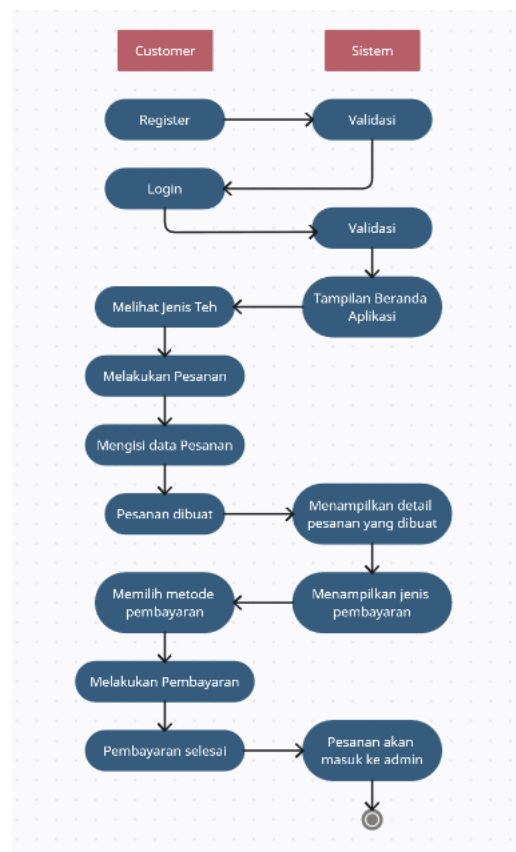 Customer
Sistem
Register
Validasi
Login
Validasi
Tampilan Beranda
Aplikasi
Melihat Jenis Teh
Melakukan Pesanan
Mengisi data Pesanan
Pesanan dibuat
Menampilkan detail
pesanan yang dibuat
Menampilkan jenis
pembayaran
Memilih metode
pembayaran
Melakukan Pembayaran
Pembayaran selesai
Pesanan akan
masuk ke admin